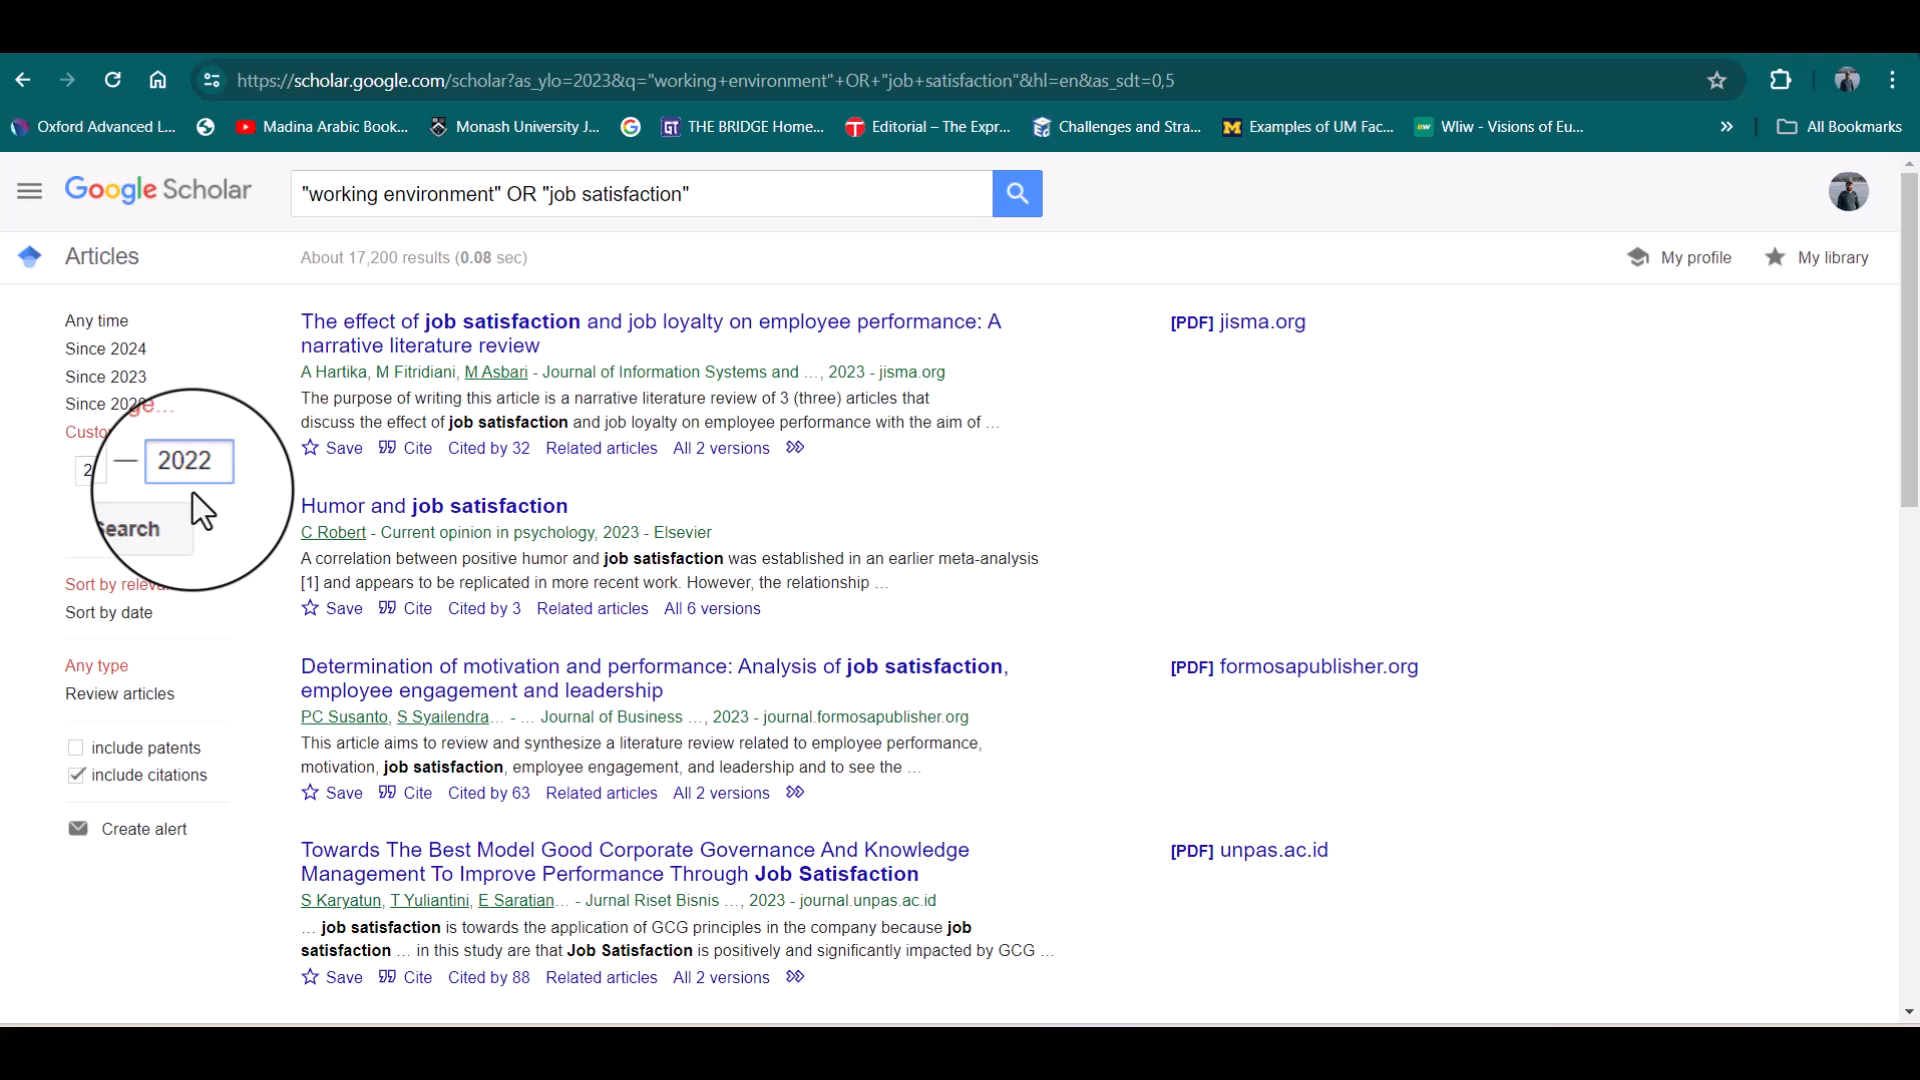 https://scholar.google.com/scholar?as_ylo=2023&q="working+environment"+OR+"job+satisfaction"&hl=en&as_sdt=0,5
Oxford Advanced L... Madina Arabic Book... Monash University J... THE BRIDGE Home... Editorial – The Expr... Challenges and Stra... Examples of UM Fac... Wliw - Visions of Eu... » All Bookmarks
Google Scholar
"working environment" OR "job satisfaction"
Articles
About 17,200 results (0.08 sec)
My profile
My library
Any time
Since 2024
Since 2023
Since 202
ge...
Custo
2 — 2022
Search
Sort by releva
Sort by date
Any type
Review articles
include patents
include citations
Create alert
The effect of job satisfaction and job loyalty on employee performance: A
narrative literature review
A Hartika, M Fitridiani, M Asbari - Journal of Information Systems and …, 2023 - jisma.org
The purpose of writing this article is a narrative literature review of 3 (three) articles that
discuss the effect of job satisfaction and job loyalty on employee performance with the aim of …
Save Cite Cited by 32 Related articles All 2 versions
[PDF] jisma.org
Humor and job satisfaction
C Robert - Current opinion in psychology, 2023 - Elsevier
A correlation between positive humor and job satisfaction was established in an earlier meta-analysis
[1] and appears to be replicated in more recent work. However, the relationship …
Save Cite Cited by 3 Related articles All 6 versions
Determination of motivation and performance: Analysis of job satisfaction,
employee engagement and leadership
PC Susanto, S Syailendra… - … Journal of Business …, 2023 - journal.formosapublisher.org
This article aims to review and synthesize a literature review related to employee performance,
motivation, job satisfaction, employee engagement, and leadership and to see the …
Save Cite Cited by 63 Related articles All 2 versions
[PDF] formosapublisher.org
Towards The Best Model Good Corporate Governance And Knowledge
Management To Improve Performance Through Job Satisfaction
S Karyatun, T Yuliantini, E Saratian… - Jurnal Riset Bisnis …, 2023 - journal.unpas.ac.id
… job satisfaction is towards the application of GCG principles in the company because job
satisfaction … in this study are that Job Satisfaction is positively and significantly impacted by GCG …
Save Cite Cited by 88 Related articles All 2 versions
[PDF] unpas.ac.id